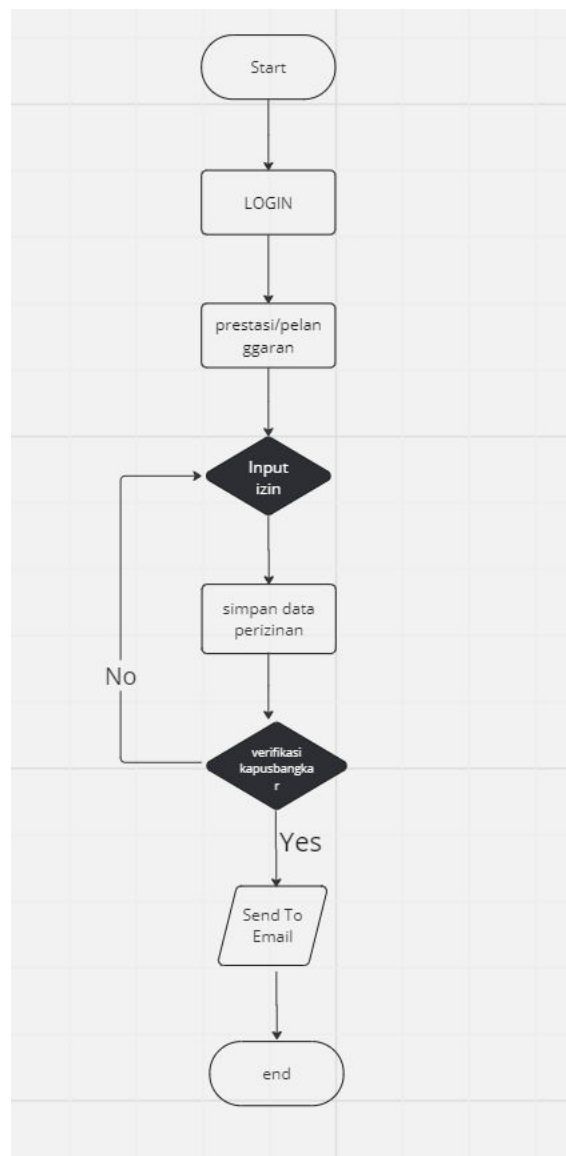 Start
LOGIN
prestasi/pelan
ggaran
Input
izin
simpan data
perizinan
No
verifikasi
kapusbangka
r
Yes
Send To
Email
end